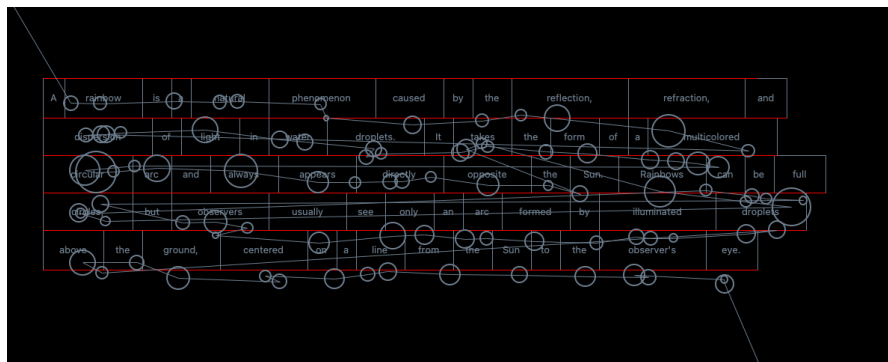 A rainbow is a natural phenomenon caused by the reflection, refraction, and
dispersion of light in water droplets. It takes the form of a multicolored
circular arc and always appears directly opposite the Sun. Rainbows can be full
circles, but observers usually see only an arc formed by illuminated droplets
above the ground, centered on a line from the Sun to the observer's eye.